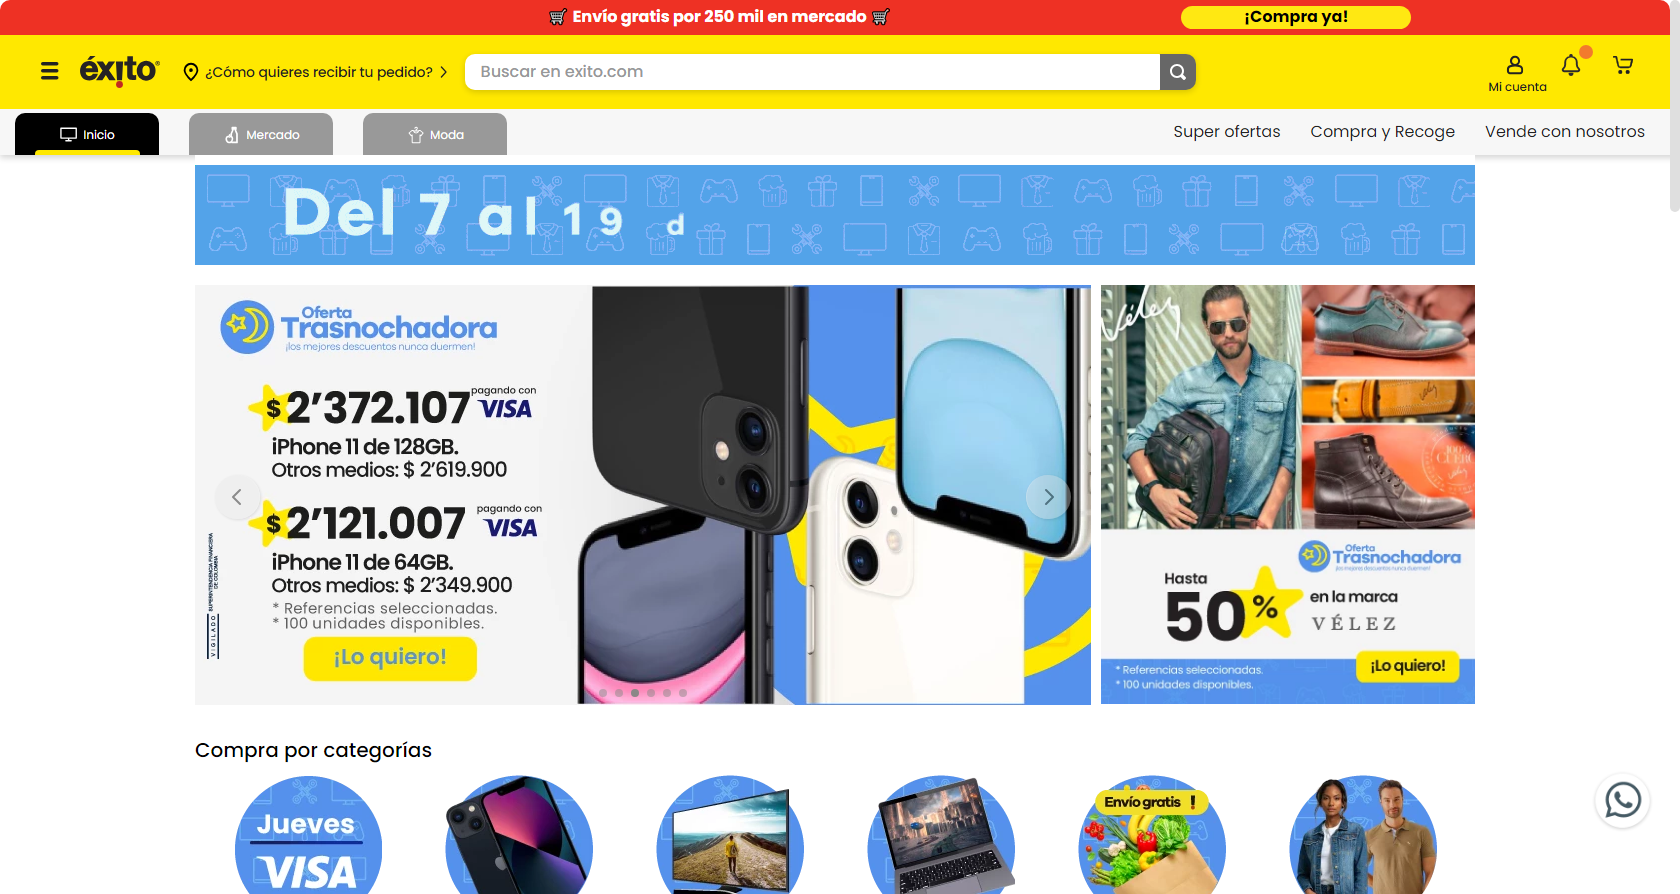 Envío gratis por 250 mil en mercado
¡Compra ya!
éxito
¿Cómo quieres recibir tu pedido?
Buscar en exito.com
Mi cuenta
Inicio
Mercado
Moda
Super ofertas
Compra y Recoge
Vende con nosotros
Del 7 al 19 d
Oferta
Trasnochadora
¡los mejores descuentos nunca duermen!
$2’372.107
pagando con
VISA
iPhone 11 de 128GB.
Otros medios: $ 2’619.900
$2’121.007
pagando con
VISA
iPhone 11 de 64GB.
Otros medios: $ 2’349.900
* Referencias seleccionadas.
* 100 unidades disponibles.
¡Lo quiero!
VIGILADO
SUPERINTENDENCIA FINANCIERA
DE COLOMBIA
Vélez
Oferta
Trasnochadora
¡los mejores descuentos nunca duermen!
Hasta
50%
en la marca
VÉLEZ
* Referencias seleccionadas.
* 100 unidades disponibles.
¡Lo quiero!
Compra por categorías
Jueves
VISA
Envío gratis !